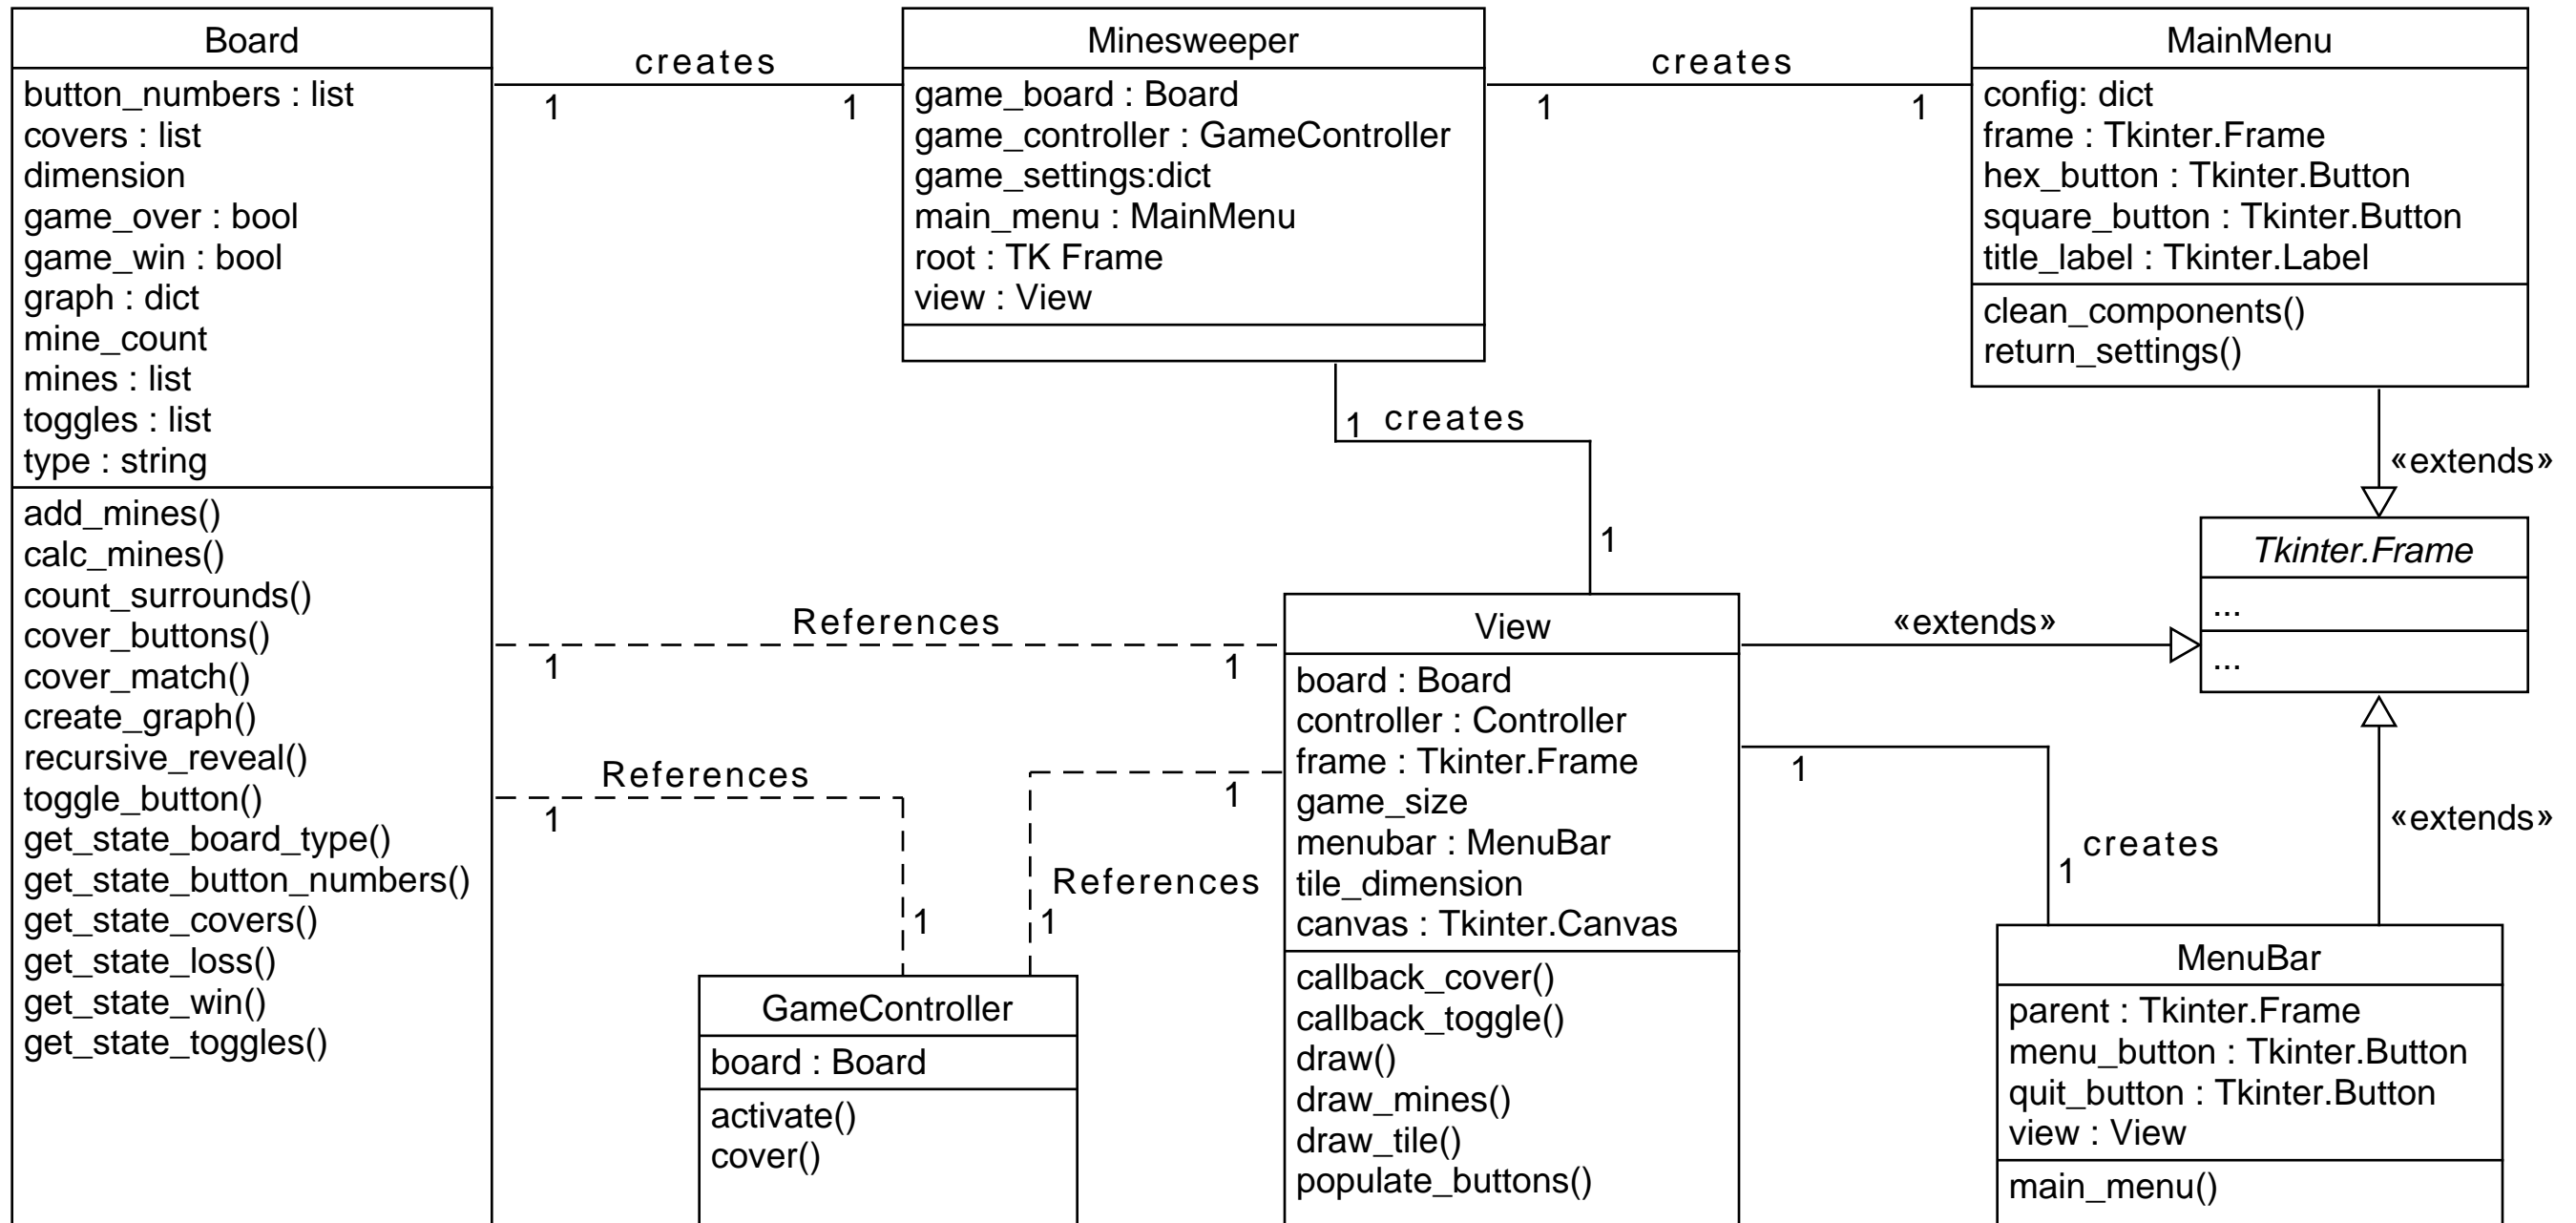 Board
button_numbers : list
covers : list
dimension
game_over : bool
game_win : bool
graph : dict
mine_count
mines : list
toggles : list
type : string
add_mines()
calc_mines()
count_surrounds()
cover_buttons()
cover_match()
create_graph()
recursive_reveal()
toggle_button()
get_state_board_type()
get_state_button_numbers()
get_state_covers()
get_state_loss()
get_state_win()
get_state_toggles()
creates
1
1
Minesweeper
game_board : Board
game_controller : GameController
game_settings:dict
main_menu : MainMenu
root : TK Frame
view : View
creates
1
1
MainMenu
config: dict
frame : Tkinter.Frame
hex_button : Tkinter.Button
square_button : Tkinter.Button
title_label : Tkinter.Label
clean_components()
return_settings()
1 creates
1
«extends»
Tkinter.Frame
...
...
References
1
1
View
board : Board
controller : Controller
frame : Tkinter.Frame
game_size
menubar : MenuBar
tile_dimension
canvas : Tkinter.Canvas
callback_cover()
callback_toggle()
draw()
draw_mines()
draw_tile()
populate_buttons()
«extends»
References
1
1
1
References
1
GameController
board : Board
activate()
cover()
1
creates
1
«extends»
MenuBar
parent : Tkinter.Frame
menu_button : Tkinter.Button
quit_button : Tkinter.Button
view : View
main_menu()